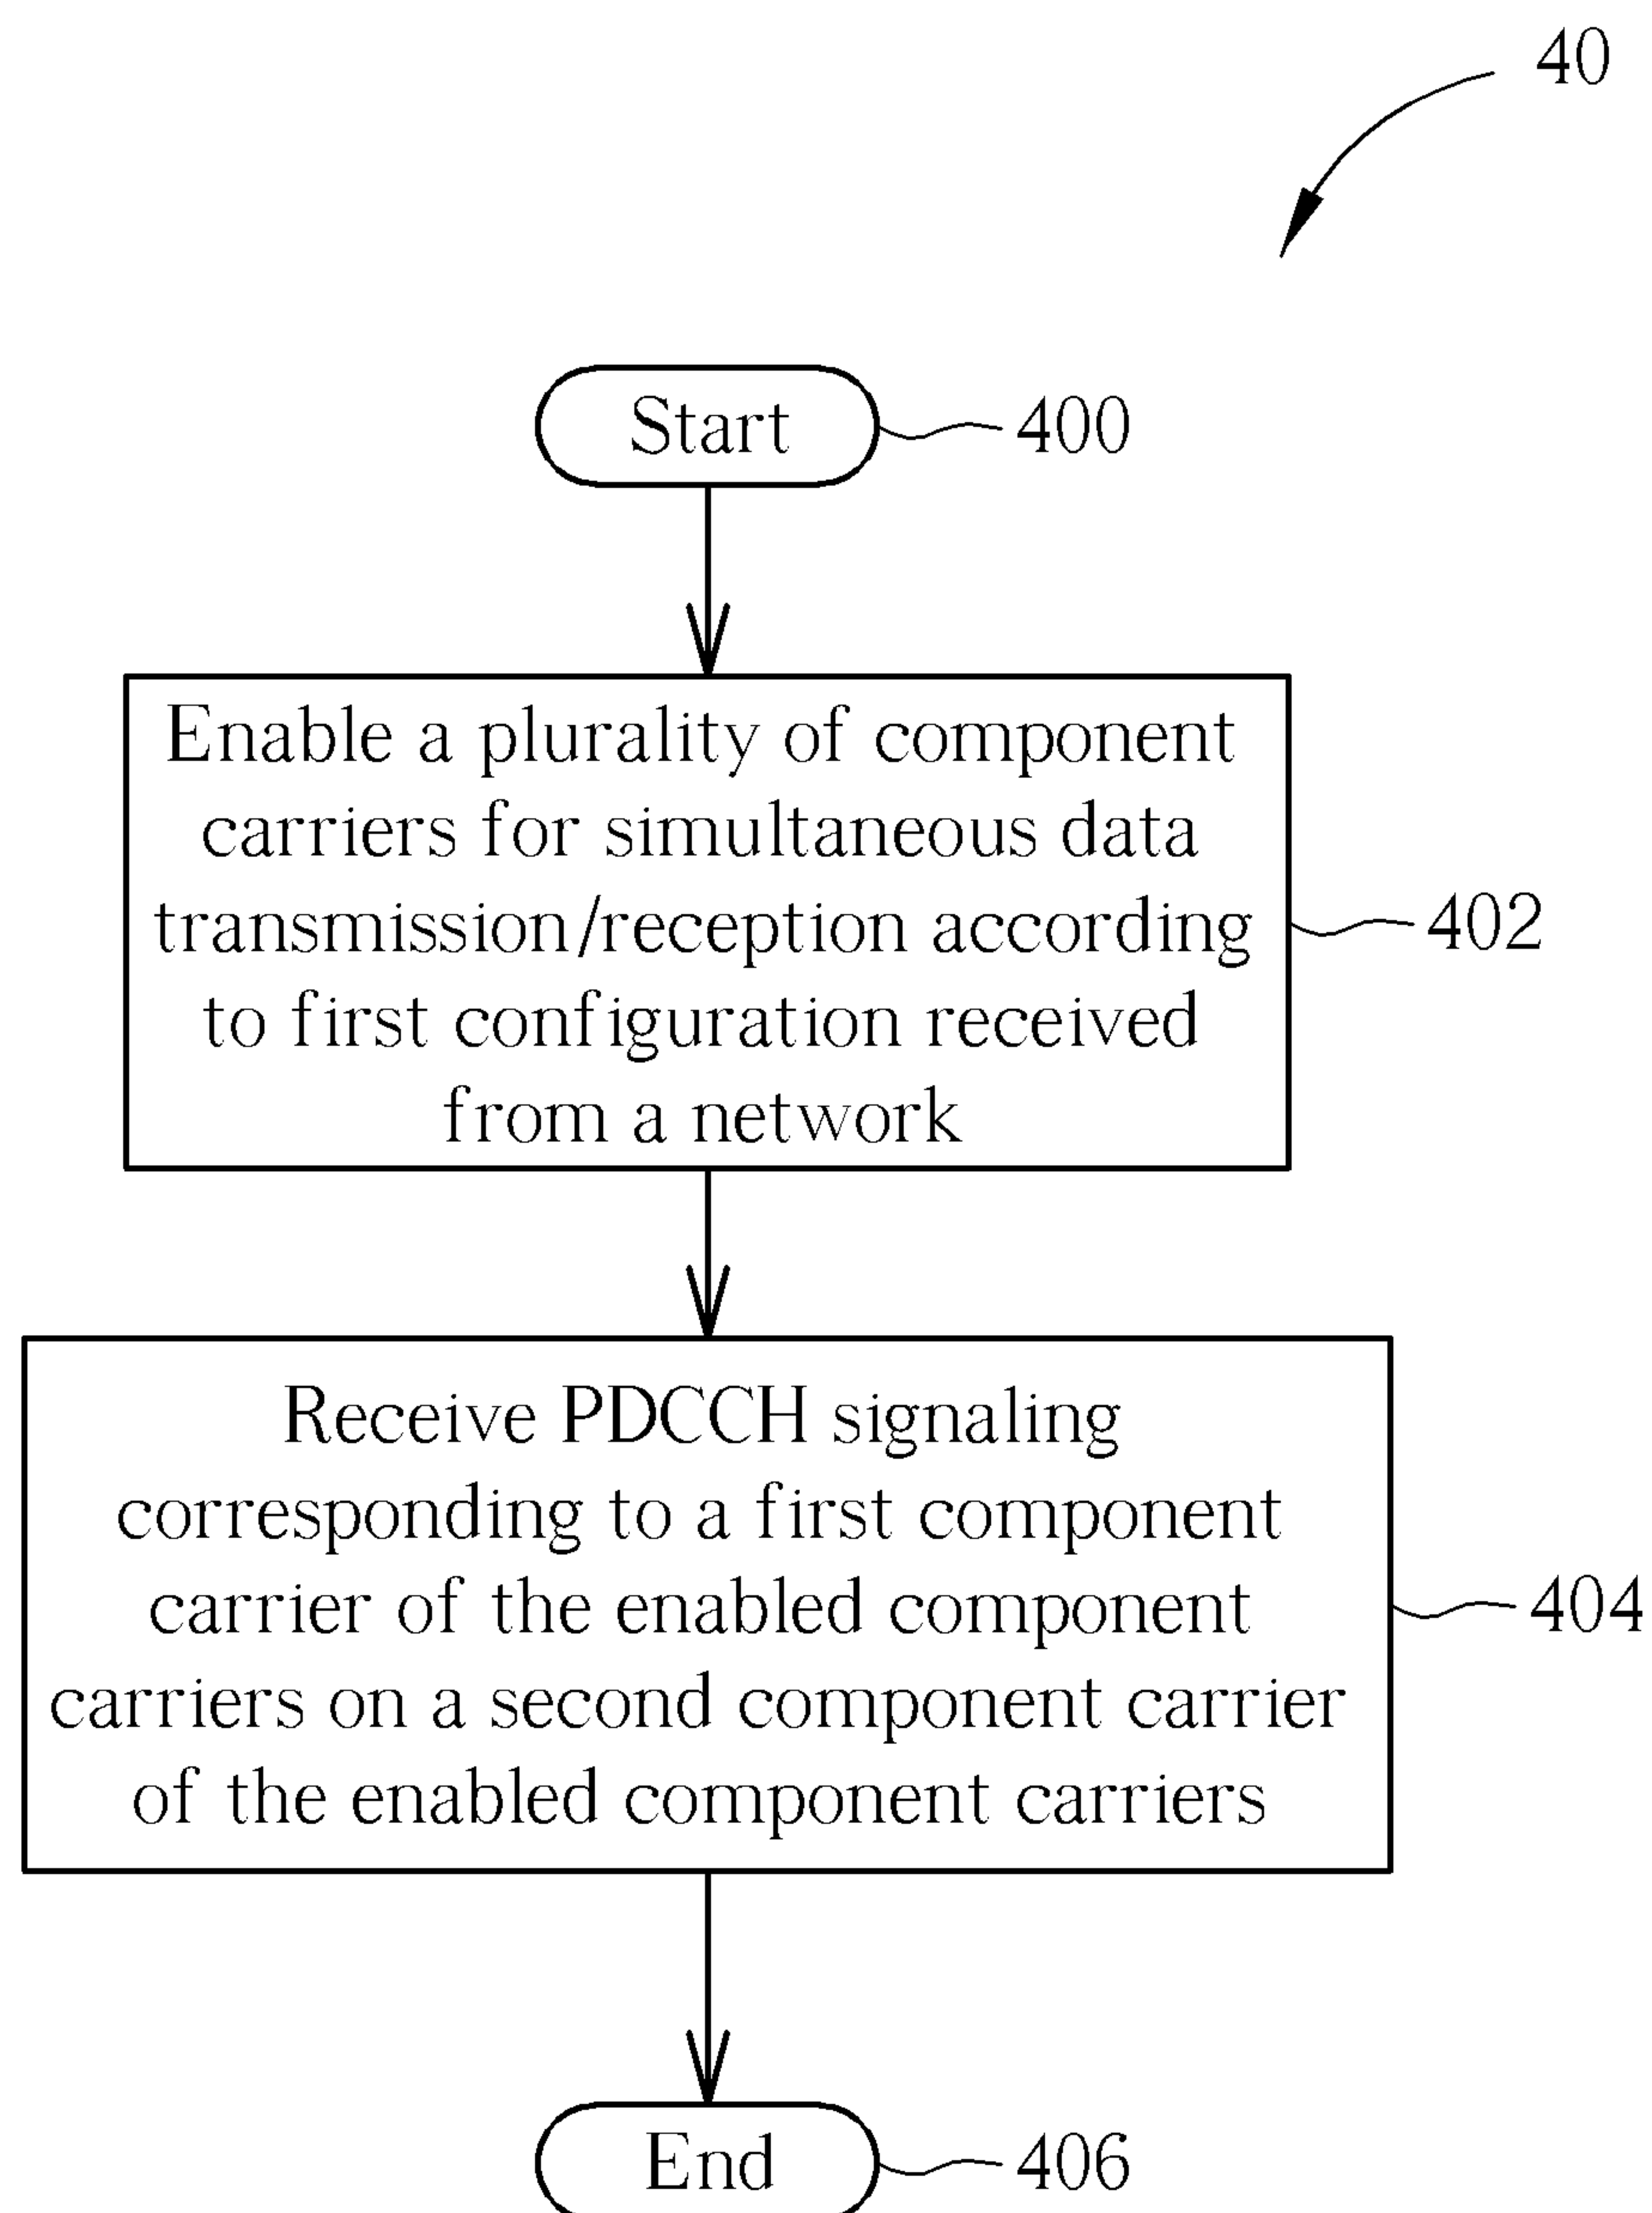 40
Start
400
Enable a plurality of component
carriers for simultaneous data
transmission/reception according
to first configuration received
from a network
402
Receive PDCCH signaling
corresponding to a first component
carrier of the enabled component
carriers on a second component carrier
of the enabled component carriers
404
End
406